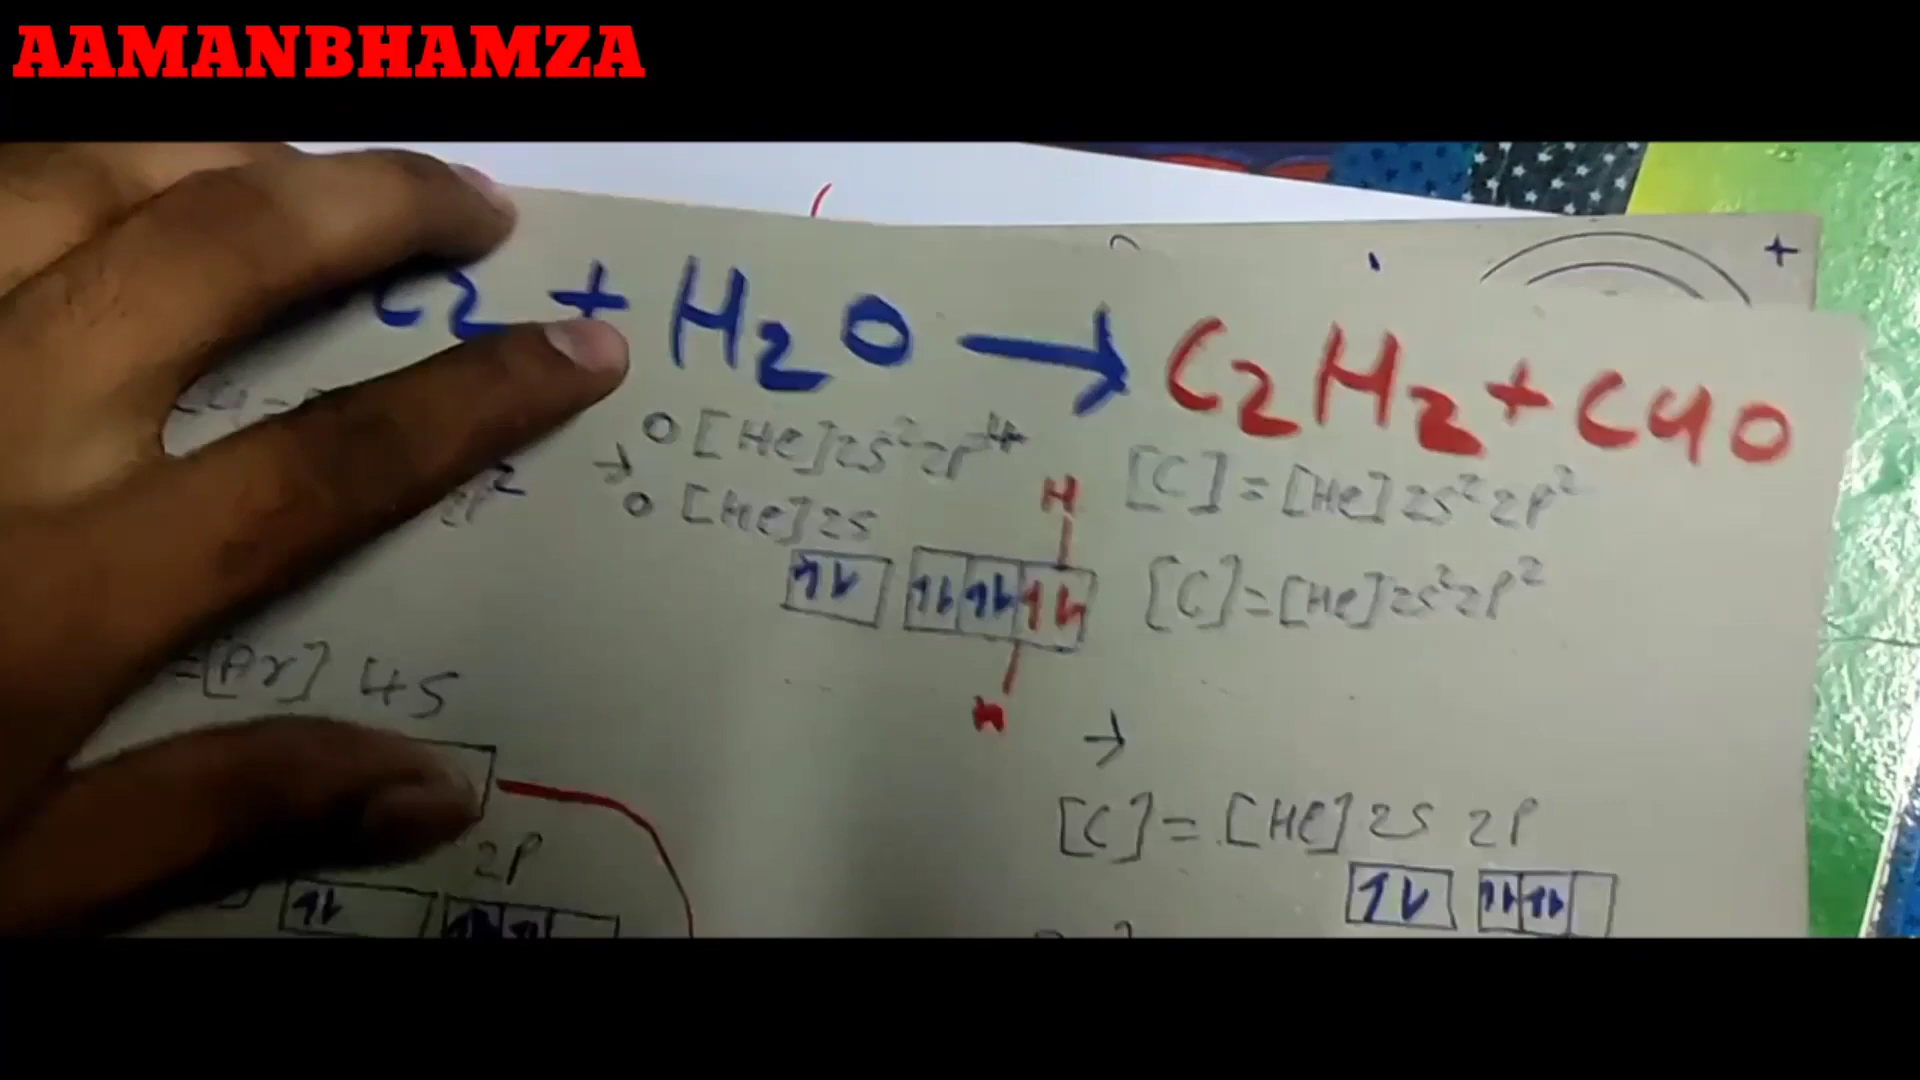 AAMANBHAMZA
C2 + H2O → C2H2 + CaO
O [He] 2s² 2p⁴
→ O [He] 2s
[C] = [He] 2s² 2p²
[C] = [He] 2s² 2p²
H
H
2p²
= [Ar] 4s
→
[C] = [He] 2s 2p
2p